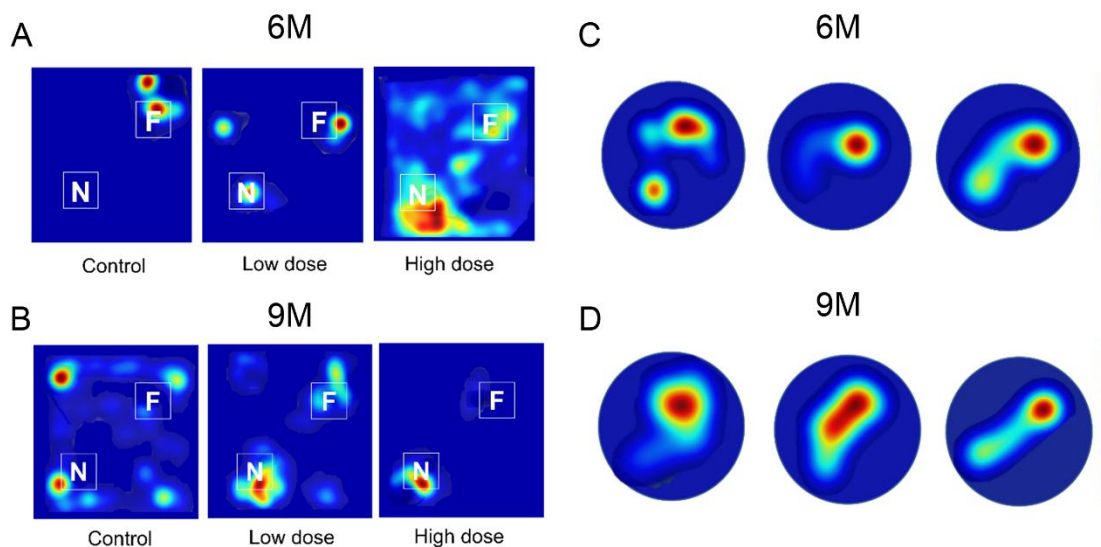 A
6M
F
N
F
N
F
N
Control
Low dose
High dose
B
9M
F
N
F
N
F
N
Control
Low dose
High dose
C
6M
D
9M